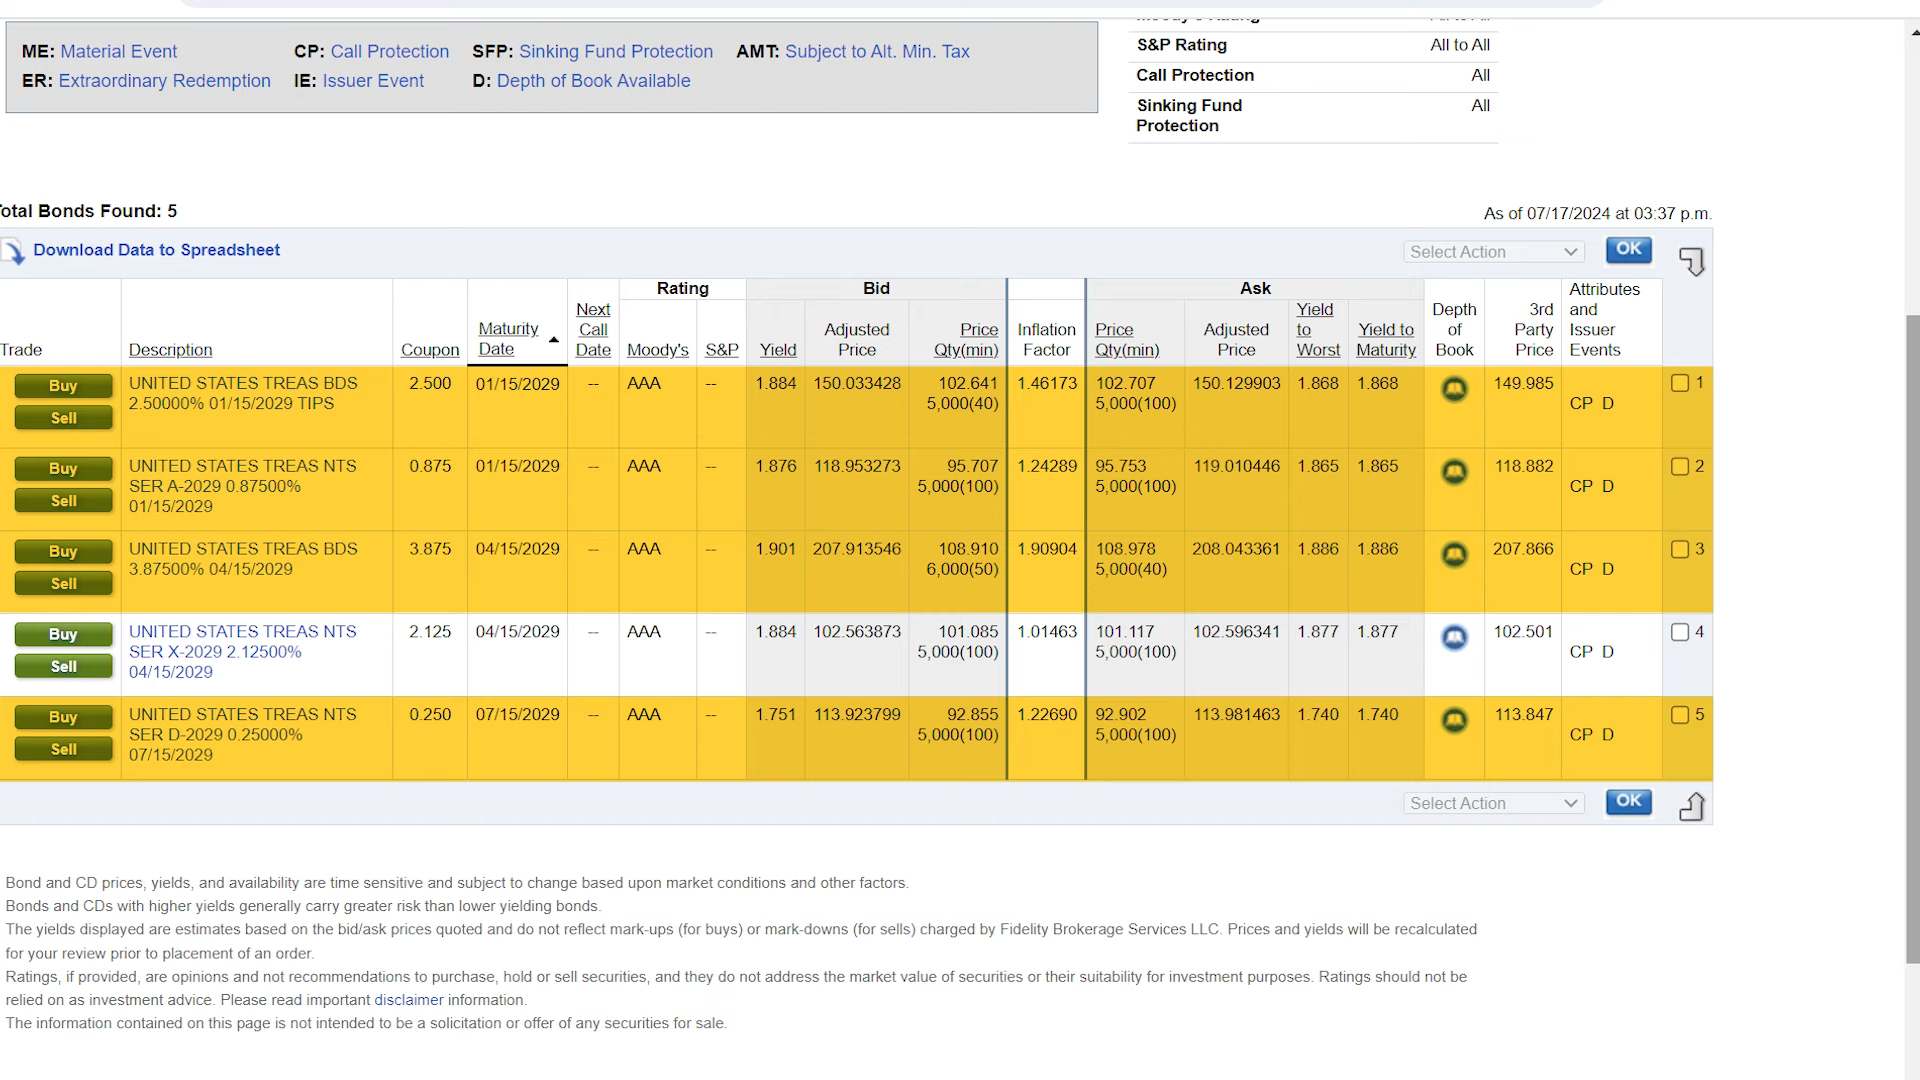 ME: Material Event CP: Call Protection SFP: Sinking Fund Protection AMT: Subject to Alt. Min. Tax
ER: Extraordinary Redemption IE: Issuer Event D: Depth of Book Available
S&P Rating All to All
Call Protection All
Sinking Fund All
Protection
Total Bonds Found: 5
As of 07/17/2024 at 03:37 p.m.
Download Data to Spreadsheet
Select Action OK
Rating Bid Ask
Trade Description Coupon Maturity Date Next Call Date Moody's S&P Yield Adjusted Price Price Qty(min) Inflation Factor Price Qty(min) Adjusted Price Yield to Worst Yield to Maturity Depth of Book 3rd Party Price Attributes and Issuer Events
Buy UNITED STATES TREAS BDS 2.500 01/15/2029 -- AAA -- 1.884 150.033428 102.641 1.46173 102.707 150.129903 1.868 1.868 149.985 1
Sell 2.50000% 01/15/2029 TIPS 5,000(40) 5,000(100) CP D
Buy UNITED STATES TREAS NTS 0.875 01/15/2029 -- AAA -- 1.876 118.953273 95.707 1.24289 95.753 119.010446 1.865 1.865 118.882 2
Sell SER A-2029 0.87500% 5,000(100) 5,000(100) CP D
01/15/2029
Buy UNITED STATES TREAS BDS 3.875 04/15/2029 -- AAA -- 1.901 207.913546 108.910 1.90904 108.978 208.043361 1.886 1.886 207.866 3
Sell 3.87500% 04/15/2029 6,000(50) 5,000(40) CP D
Buy UNITED STATES TREAS NTS 2.125 04/15/2029 -- AAA -- 1.884 102.563873 101.085 1.01463 101.117 102.596341 1.877 1.877 102.501 4
Sell SER X-2029 2.12500% 5,000(100) 5,000(100) CP D
04/15/2029
Buy UNITED STATES TREAS NTS 0.250 07/15/2029 -- AAA -- 1.751 113.923799 92.855 1.22690 92.902 113.981463 1.740 1.740 113.847 5
Sell SER D-2029 0.25000% 5,000(100) 5,000(100) CP D
07/15/2029
Select Action OK
Bond and CD prices, yields, and availability are time sensitive and subject to change based upon market conditions and other factors.
Bonds and CDs with higher yields generally carry greater risk than lower yielding bonds.
The yields displayed are estimates based on the bid/ask prices quoted and do not reflect mark-ups (for buys) or mark-downs (for sells) charged by Fidelity Brokerage Services LLC. Prices and yields will be recalculated
for your review prior to placement of an order.
Ratings, if provided, are opinions and not recommendations to purchase, hold or sell securities, and they do not address the market value of securities or their suitability for investment purposes. Ratings should not be
relied on as investment advice. Please read important disclaimer information.
The information contained on this page is not intended to be a solicitation or offer of any securities for sale.